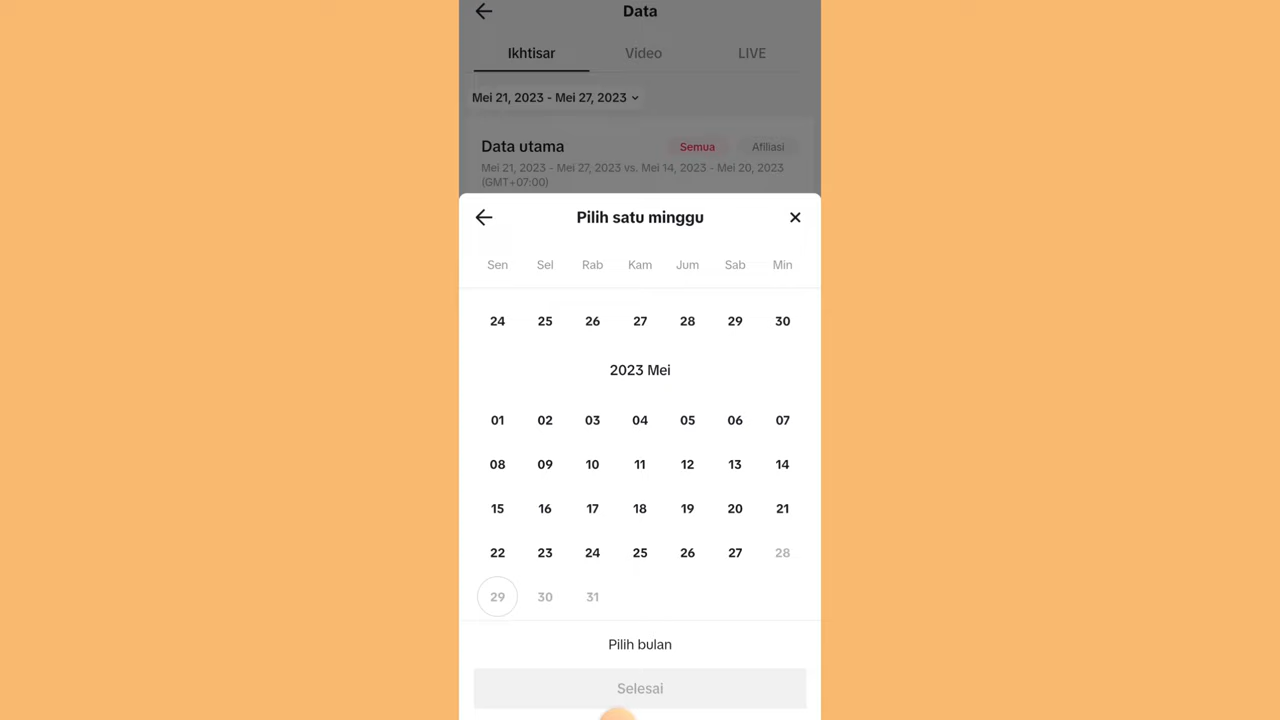 Data
Ikhtisar Video LIVE
Mei 21, 2023 - Mei 27, 2023
Data utama Semua Afiliasi
Mei 21, 2023 - Mei 27, 2023 vs. Mei 14, 2023 - Mei 20, 2023
(GMT+07:00)
Pilih satu minggu
Sen Sel Rab Kam Jum Sab Min
24 25 26 27 28 29 30
2023 Mei
01 02 03 04 05 06 07
08 09 10 11 12 13 14
15 16 17 18 19 20 21
22 23 24 25 26 27 28
29 30 31
Pilih bulan
Selesai